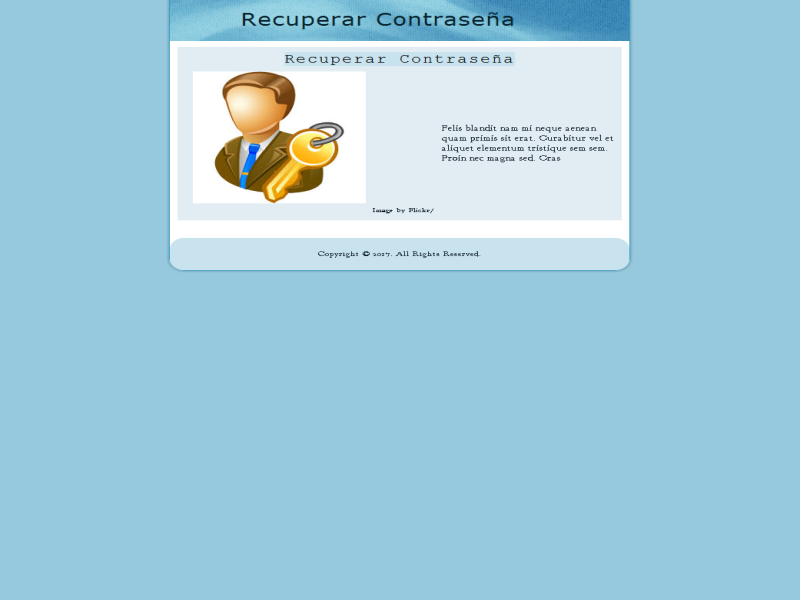 Recuperar Contraseña
Recuperar Contraseña
Felis blandit nam mi neque aenean
quam primis sit erat. Curabitur vel et
aliquet elementum tristique sem sem.
Proin nec magna sed. Cras
Image by Flickr/
Copyright © 2017. All Rights Reserved.